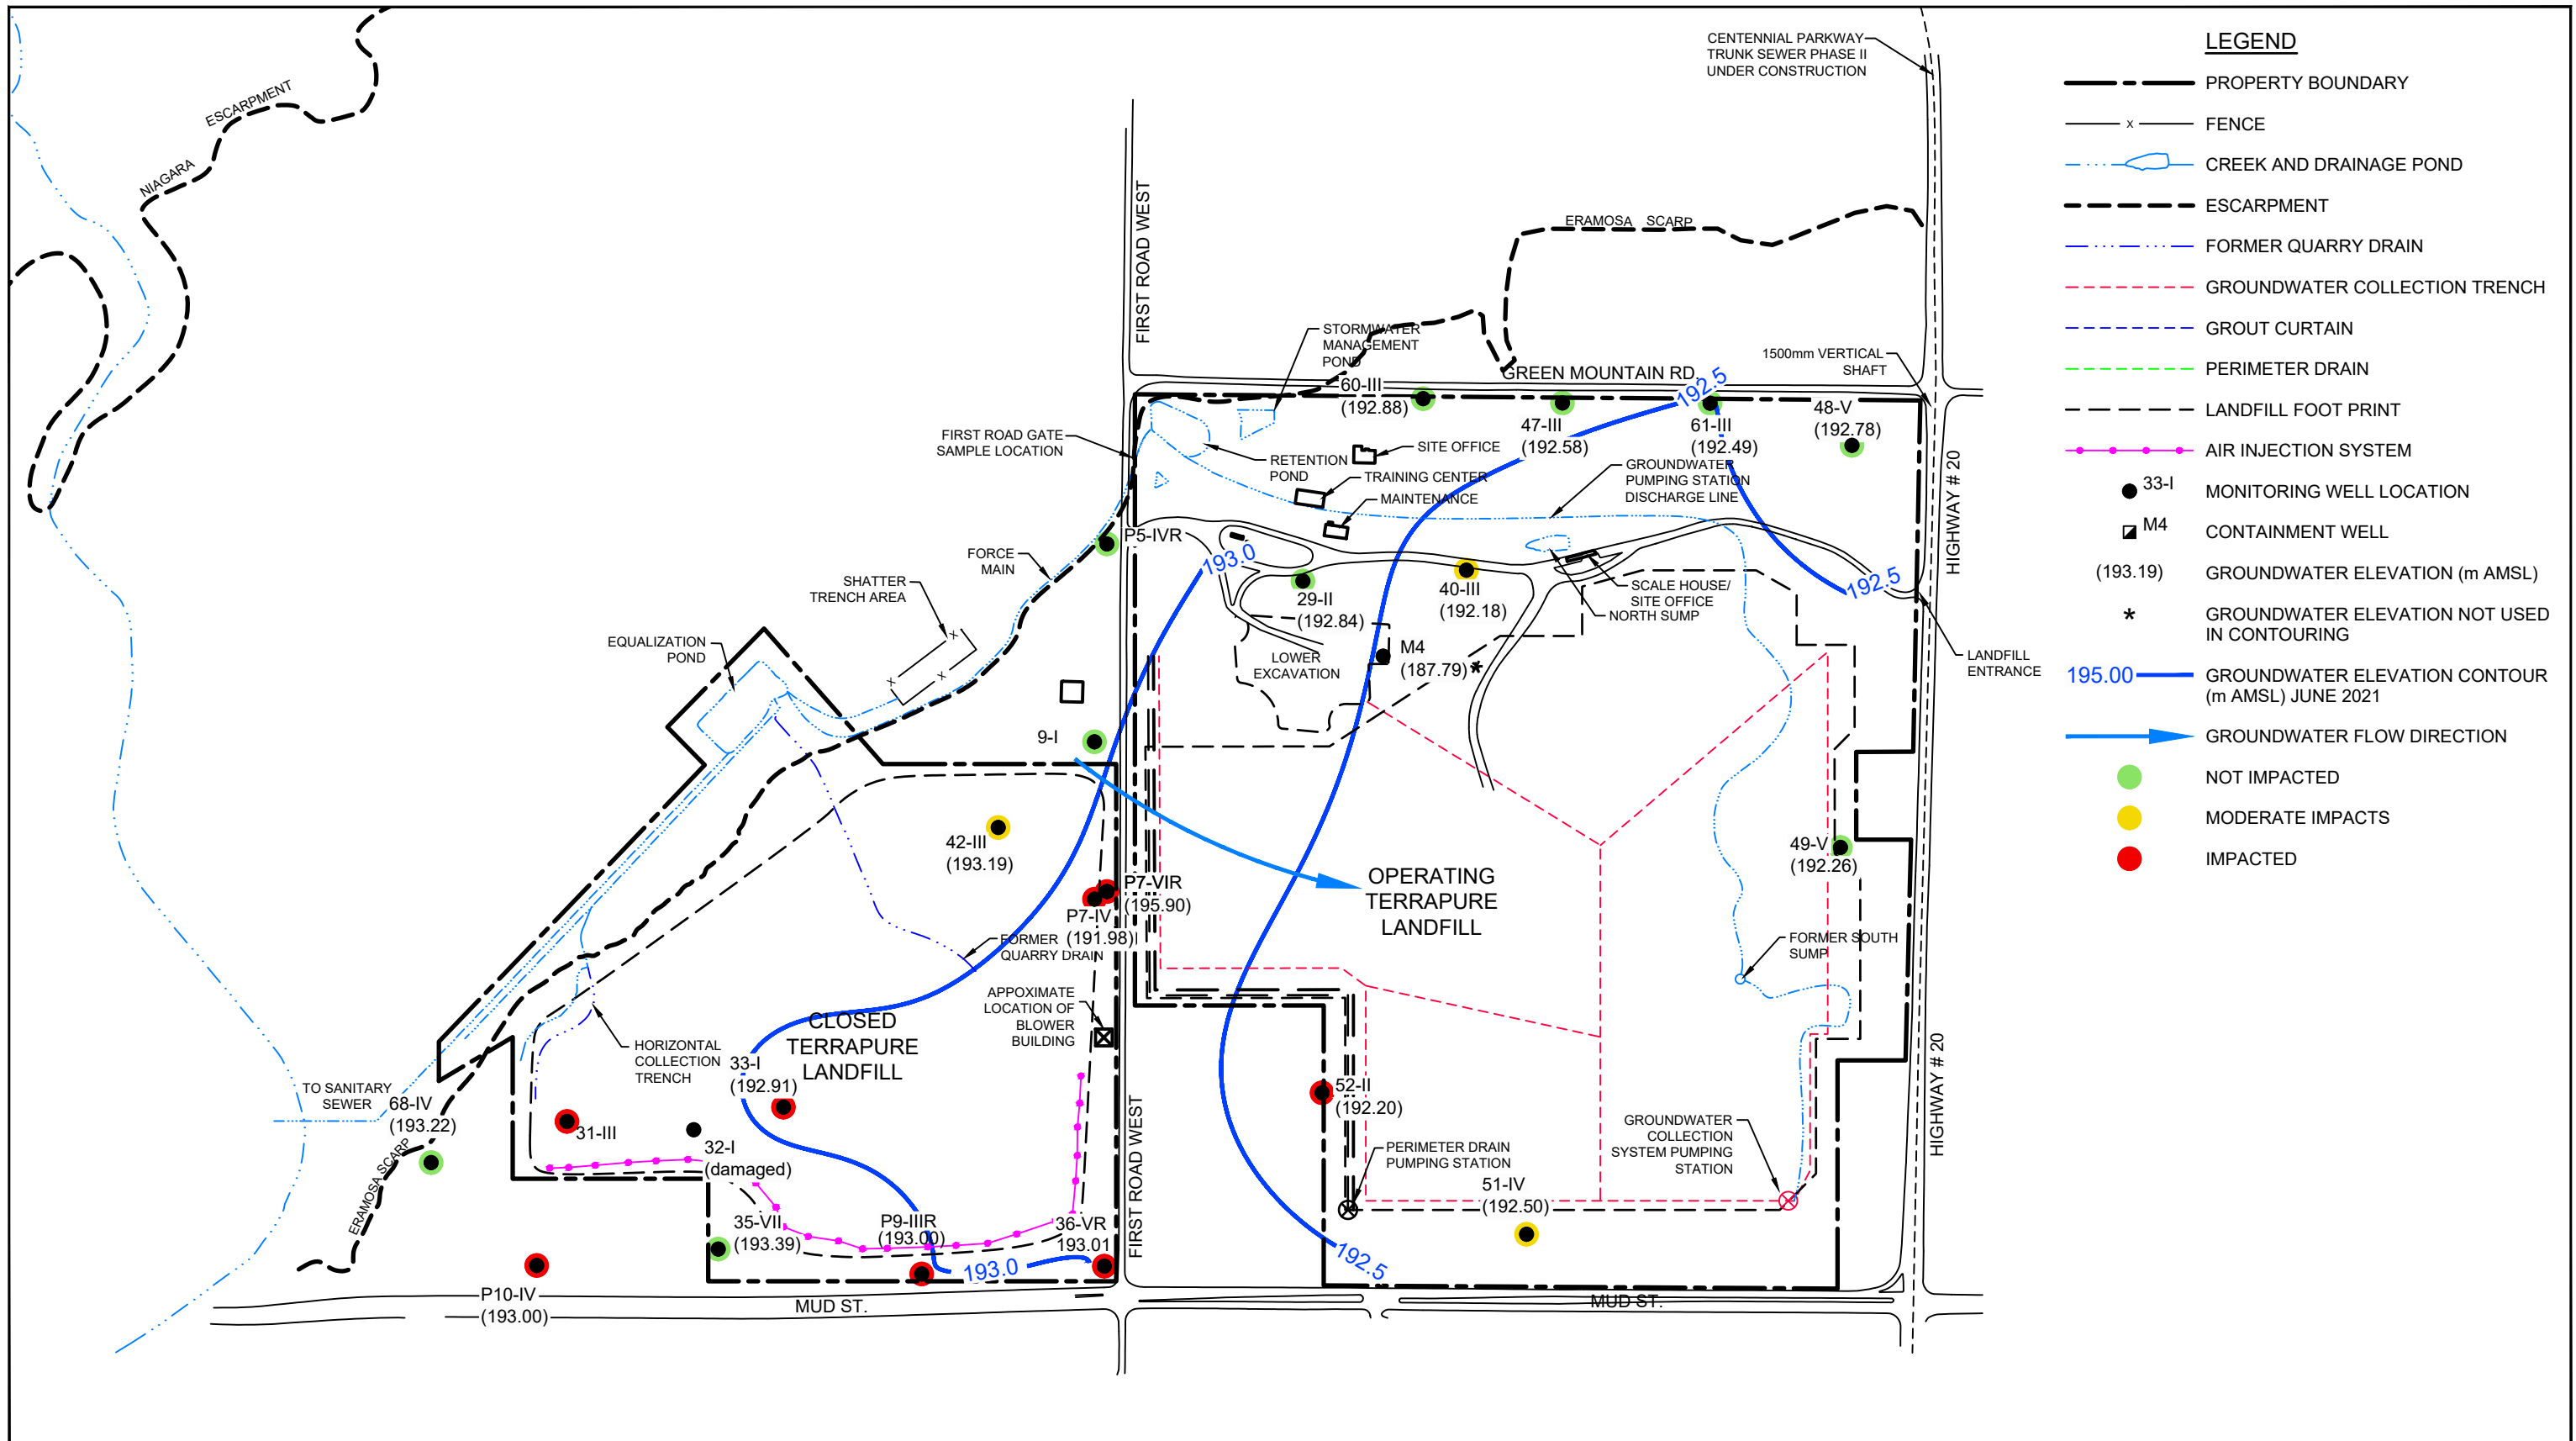 CENTENNIAL PARKWAY
TRUNK SEWER PHASE II
UNDER CONSTRUCTION
ESCARPMENT
NIAGARA
FIRST ROAD WEST
ERAMOSA SCARP
STORMWATER
MANAGEMENT
POND
1500mm VERTICAL
SHAFT
GREEN MOUNTAIN RD.
60-III
(192.88)
192.5
47-III
(192.58)
61-III
(192.49)
48-V
(192.78)
FIRST ROAD GATE
SAMPLE LOCATION
RETENTION
POND
SITE OFFICE
TRAINING CENTER
MAINTENANCE
GROUNDWATER
PUMPING STATION
DISCHARGE LINE
HIGHWAY # 20
P5-IVR
FORCE
MAIN
193.0
SHATTER
TRENCH AREA
29-II
(192.84)
40-III
(192.18)
SCALE HOUSE/
SITE OFFICE
NORTH SUMP
192.5
EQUALIZATION
POND
LOWER
EXCAVATION
M4
(187.79)*
LANDFILL
ENTRANCE
9-I
42-III
(193.19)
P7-VIR
(195.90)
P7-IV
(191.98)
OPERATING
TERRAPURE
LANDFILL
49-V
(192.26)
FORMER
QUARRY DRAIN
FORMER SOUTH
SUMP
APPOXIMATE
LOCATION OF
BLOWER
BUILDING
CLOSED
TERRAPURE
LANDFILL
HORIZONTAL
COLLECTION
TRENCH
33-I
(192.91)
TO SANITARY
SEWER
68-IV
(193.22)
31-III
32-I
(damaged)
52-II
(192.20)
HIGHWAY # 20
FIRST ROAD WEST
PERIMETER DRAIN
PUMPING STATION
GROUNDWATER
COLLECTION
SYSTEM PUMPING
STATION
51-IV
(192.50)
ERAMOSA SCARP
35-VII
(193.39)
P9-IIIR
(193.00)
36-VR
193.01
193.0
192.5
P10-IV
(193.00)
MUD ST.
MUD ST.
LEGEND
PROPERTY BOUNDARY
x FENCE
CREEK AND DRAINAGE POND
ESCARPMENT
FORMER QUARRY DRAIN
GROUNDWATER COLLECTION TRENCH
GROUT CURTAIN
PERIMETER DRAIN
LANDFILL FOOT PRINT
AIR INJECTION SYSTEM
33-I MONITORING WELL LOCATION
M4 CONTAINMENT WELL
(193.19) GROUNDWATER ELEVATION (m AMSL)
* GROUNDWATER ELEVATION NOT USED
IN CONTOURING
195.00 GROUNDWATER ELEVATION CONTOUR
(m AMSL) JUNE 2021
GROUNDWATER FLOW DIRECTION
NOT IMPACTED
MODERATE IMPACTS
IMPACTED